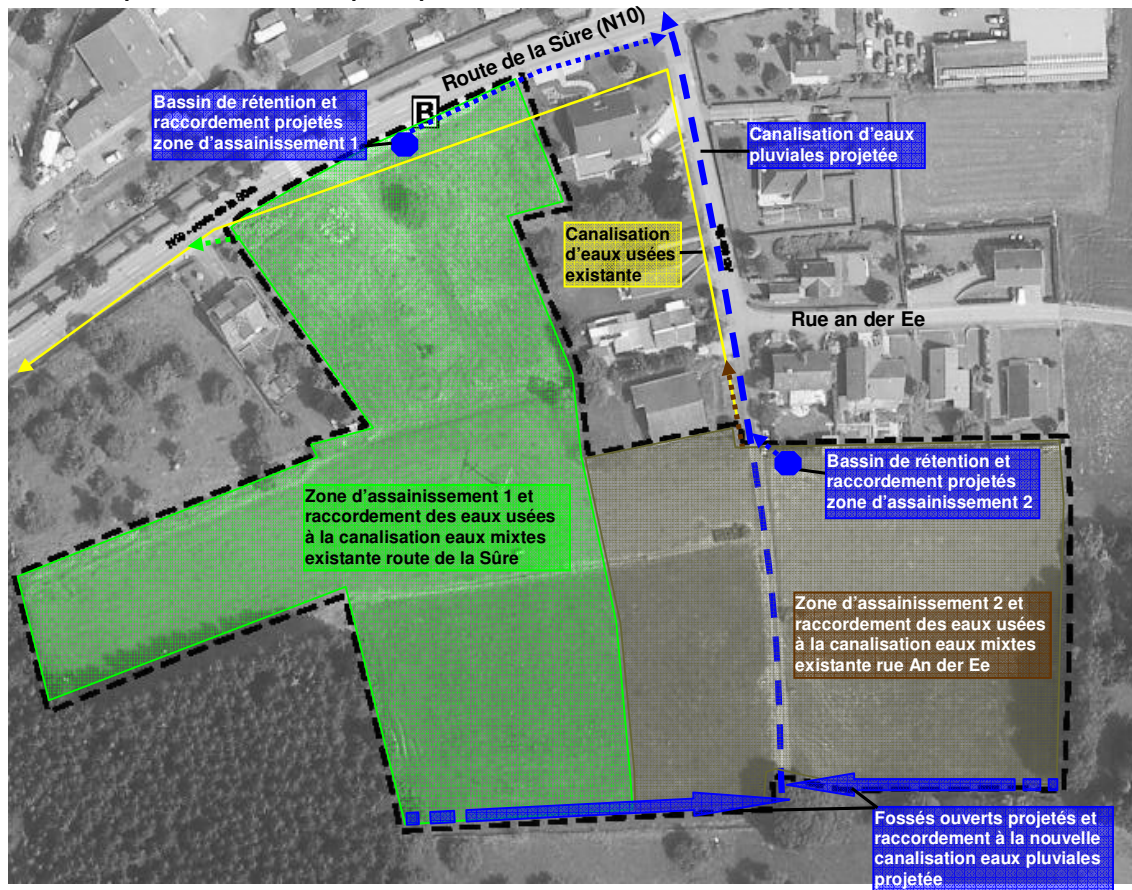 Route de la Sûre (N10)
B
Bassin de rétention et
raccordement projetés
zone d'assainissement 1
Canalisation d'eaux
pluviales projetée
Canalisation
d'eaux usées
existante
Rue an der Ee
Bassin de rétention et
raccordement projetés
zone d'assainissement 2
Zone d'assainissement 1 et
raccordement des eaux usées
à la canalisation eaux mixtes
existante route de la Sûre
Zone d'assainissement 2 et
raccordement des eaux usées
à la canalisation eaux mixtes
existante rue An der Ee
Fossés ouverts projetés et
raccordement à la nouvelle
canalisation eaux pluviales
projetée